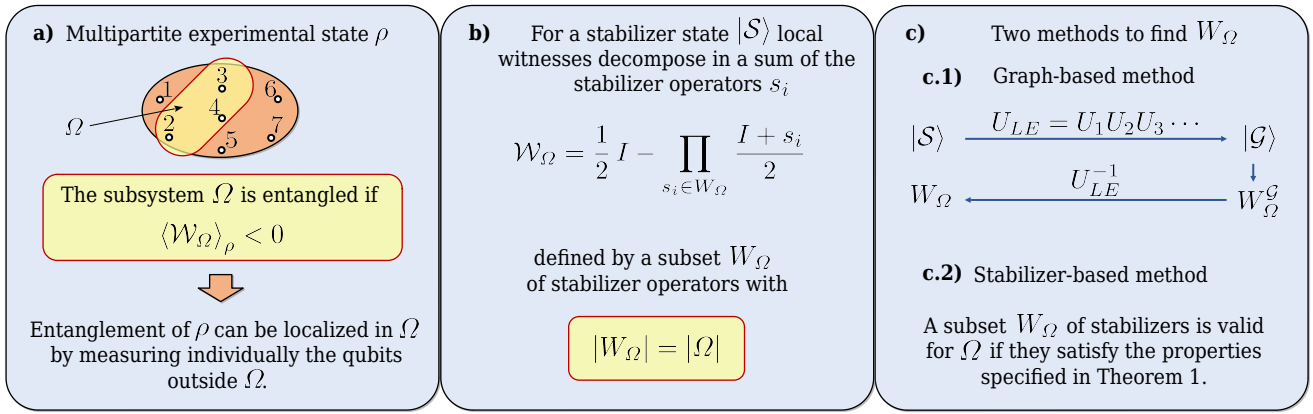 a) Multipartite experimental state ρ
1
2
3
4
5
6
7
Ω
The subsystem Ω is entangled if
⟨𝒲_Ω⟩_ρ < 0
Entanglement of ρ can be localized in Ω
by measuring individually the qubits
outside Ω.
b) For a stabilizer state |𝒮⟩ local
witnesses decompose in a sum of the
stabilizer operators s_i
𝒲_Ω = 1/2 I − ∏_{s_i∈W_Ω} (I + s_i)/2
defined by a subset W_Ω
of stabilizer operators with
|W_Ω| = |Ω|
c) Two methods to find W_Ω
c.1) Graph-based method
|𝒮⟩ U_{LE} = U_1U_2U_3 ⋯ |𝒢⟩
W_Ω U_{LE}^{-1} W_Ω^𝒢
c.2) Stabilizer-based method
A subset W_Ω of stabilizers is valid
for Ω if they satisfy the properties
specified in Theorem 1.